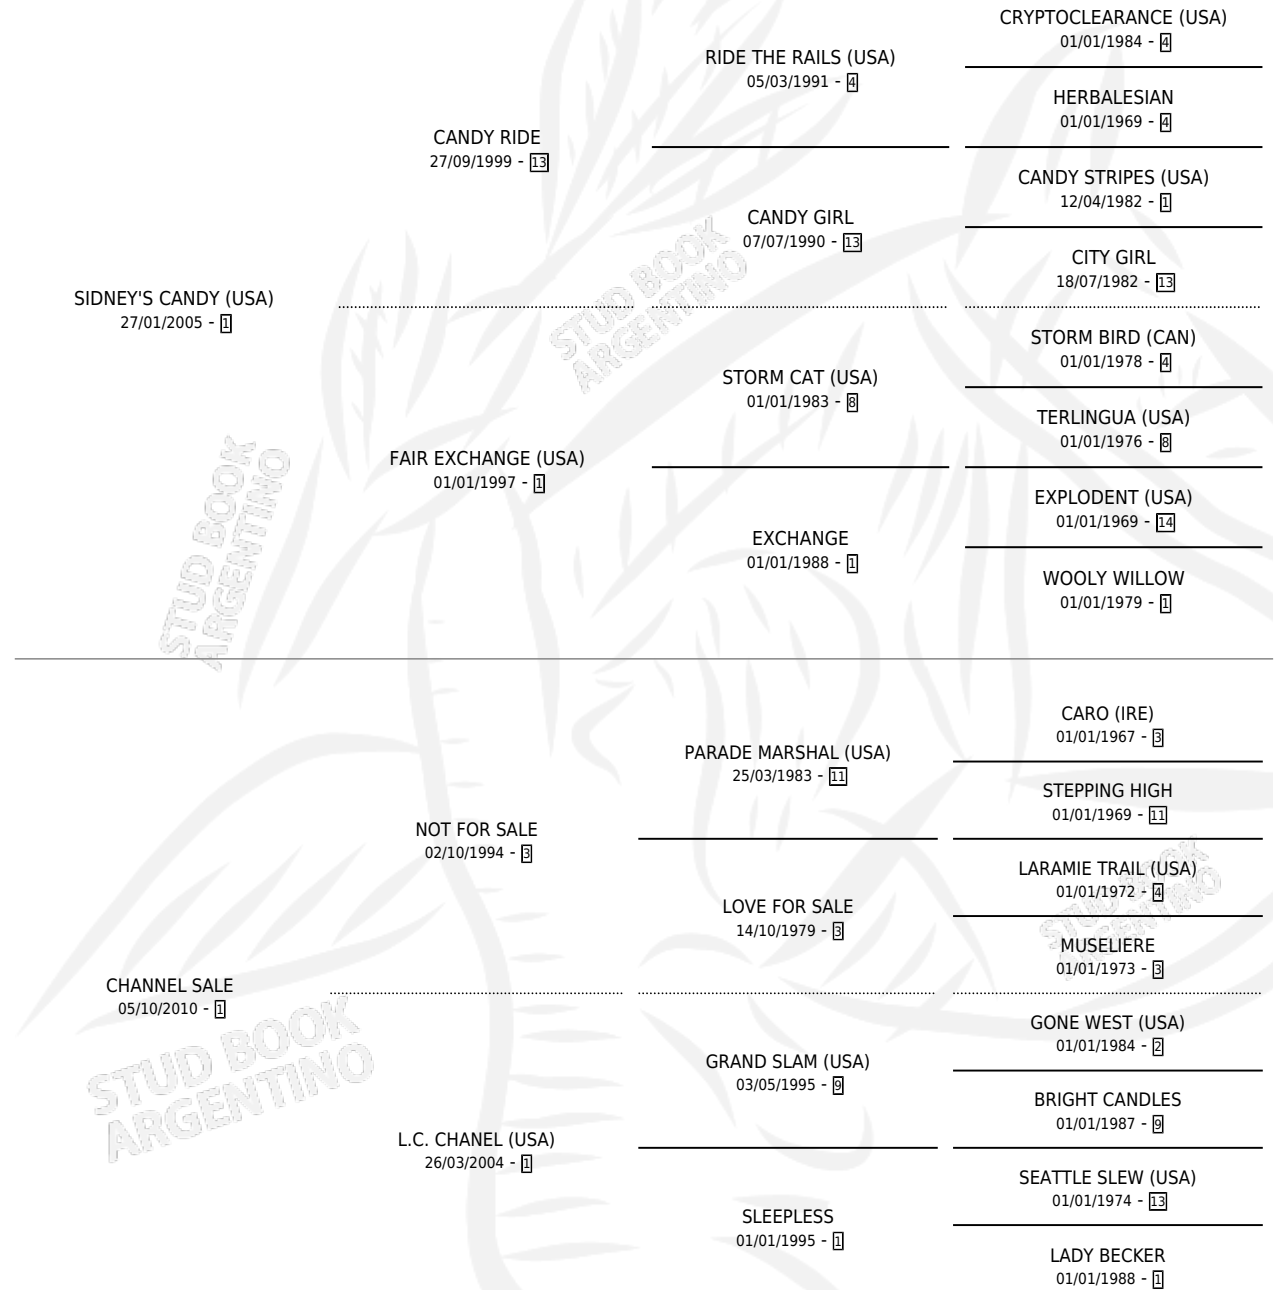 CRYPTOCLEARANCE (USA)
01/01/1984 - 4
RIDE THE RAILS (USA)
05/03/1991 - 4
HERBALESIAN
01/01/1969 - 4
CANDY RIDE
27/09/1999 - 13
CANDY STRIPES (USA)
12/04/1982 - 1
CANDY GIRL
07/07/1990 - 13
CITY GIRL
18/07/1982 - 13
SIDNEY'S CANDY (USA)
27/01/2005 - 1
STORM BIRD (CAN)
01/01/1978 - 4
STORM CAT (USA)
01/01/1983 - 8
TERLINGUA (USA)
01/01/1976 - 8
FAIR EXCHANGE (USA)
01/01/1997 - 1
EXPLODENT (USA)
01/01/1969 - 14
EXCHANGE
01/01/1988 - 1
WOOLY WILLOW
01/01/1979 - 1
STUD BOOK
ARGENTINO
STUD BOOK
ARGENTINO
CARO (IRE)
01/01/1967 - 3
PARADE MARSHAL (USA)
25/03/1983 - 11
STEPPING HIGH
01/01/1969 - 11
NOT FOR SALE
02/10/1994 - 3
LARAMIE TRAIL (USA)
01/01/1972 - 4
LOVE FOR SALE
14/10/1979 - 3
MUSELIERE
01/01/1973 - 3
STUD BOOK
ARGENTINO
CHANNEL SALE
05/10/2010 - 1
GONE WEST (USA)
01/01/1984 - 2
GRAND SLAM (USA)
03/05/1995 - 9
BRIGHT CANDLES
01/01/1987 - 9
STUD BOOK
ARGENTINO
L.C. CHANEL (USA)
26/03/2004 - 1
SEATTLE SLEW (USA)
01/01/1974 - 13
SLEEPLESS
01/01/1995 - 1
LADY BECKER
01/01/1988 - 1